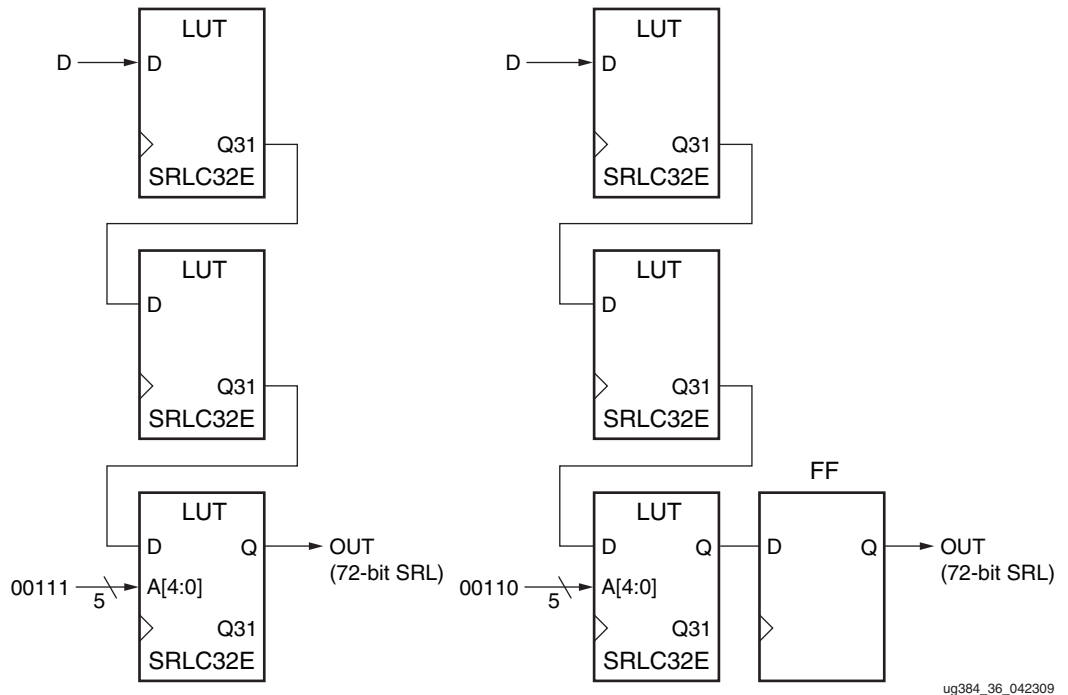 LUT
D
D
Q31
SRLC32E
LUT
D
Q31
SRLC32E
LUT
D
Q
OUT
(72-bit SRL)
00111
5
A[4:0]
Q31
SRLC32E
LUT
D
D
Q31
SRLC32E
LUT
D
Q31
SRLC32E
LUT
D
Q
00110
5
A[4:0]
Q31
SRLC32E
FF
D
Q
OUT
(72-bit SRL)
ug384_36_042309